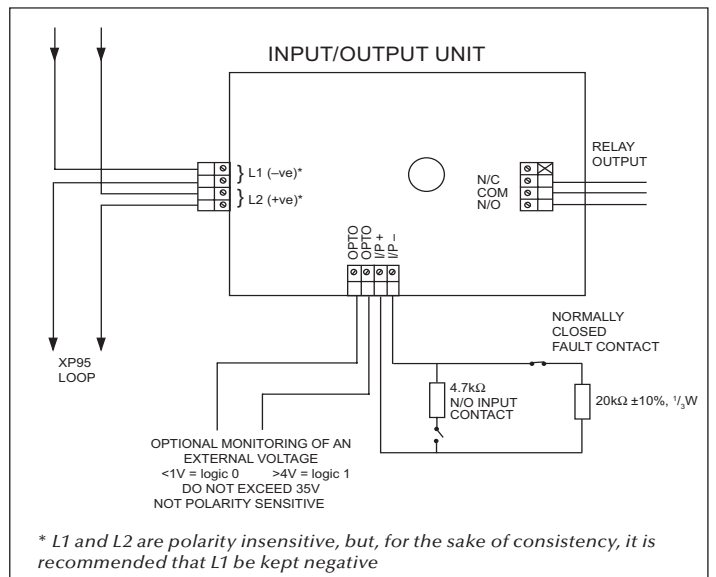 INPUT/OUTPUT UNIT
L1 (–ve)*
L2 (+ve)*
RELAY
OUTPUT
N/C
COM
N/O
OPTO
OPTO
I/P +
I/P –
XP95
LOOP
NORMALLY
CLOSED
FAULT CONTACT
4.7kΩ
N/O INPUT
CONTACT
20kΩ ±10%, 1/3W
OPTIONAL MONITORING OF AN
EXTERNAL VOLTAGE
<1V = logic 0 >4V = logic 1
DO NOT EXCEED 35V
NOT POLARITY SENSITIVE
* L1 and L2 are polarity insensitive, but, for the sake of consistency, it is
recommended that L1 be kept negative